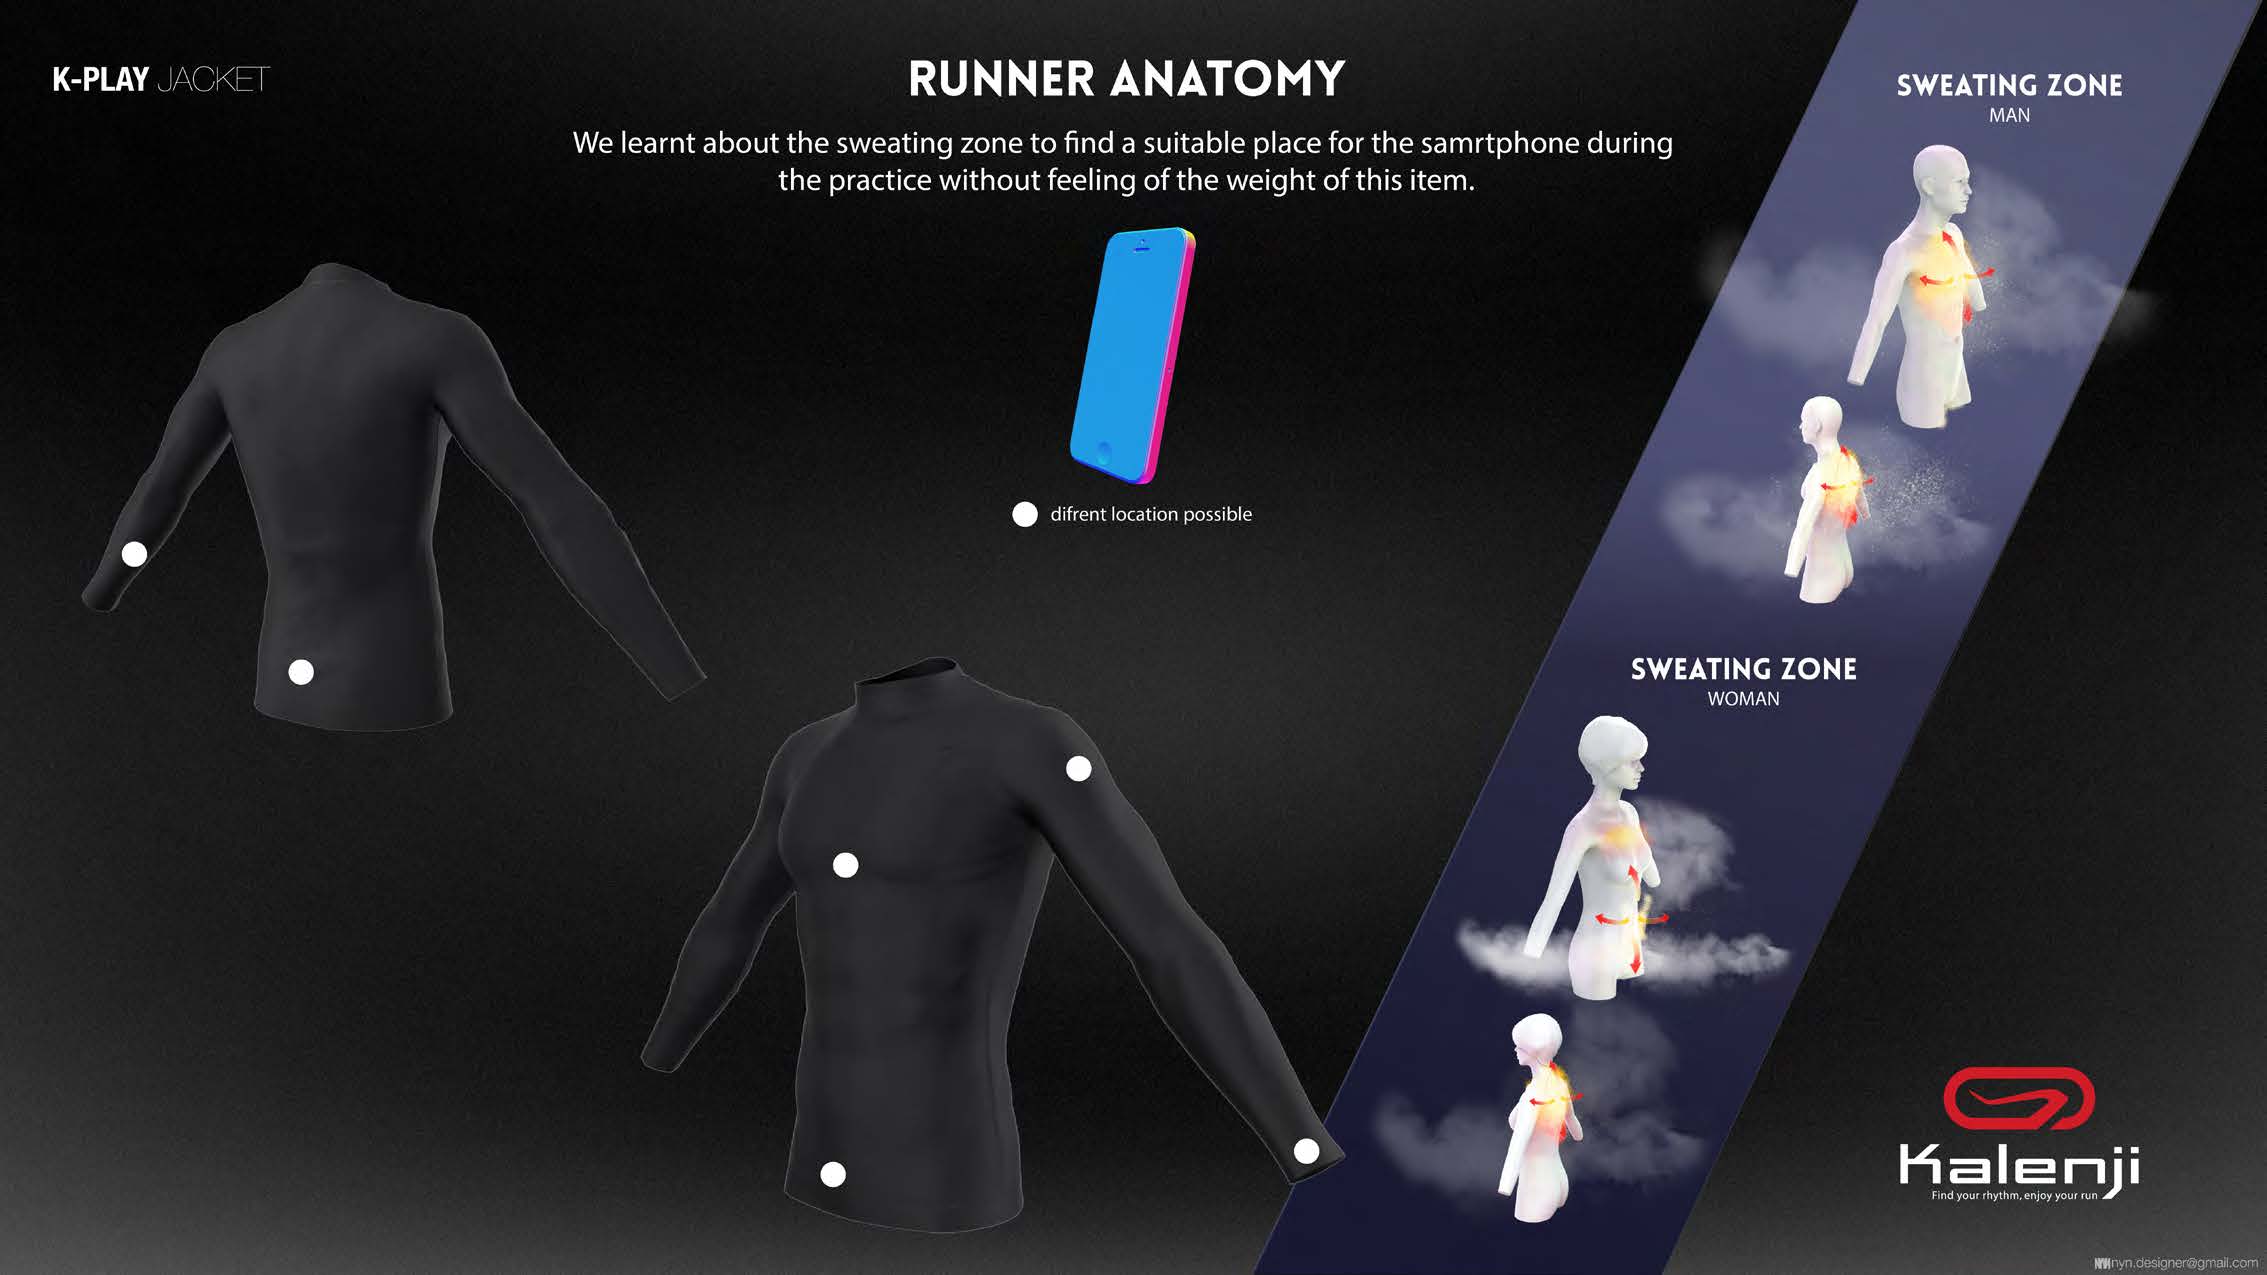 K-PLAY JACKET
RUNNER ANATOMY
We learnt about the sweating zone to find a suitable place for the samrtphone during
the practice without feeling of the weight of this item.
difrent location possible
SWEATING ZONE
MAN
SWEATING ZONE
WOMAN
Kalenji
Find your rhythm, enjoy your run
nyn.designer@gmail.com